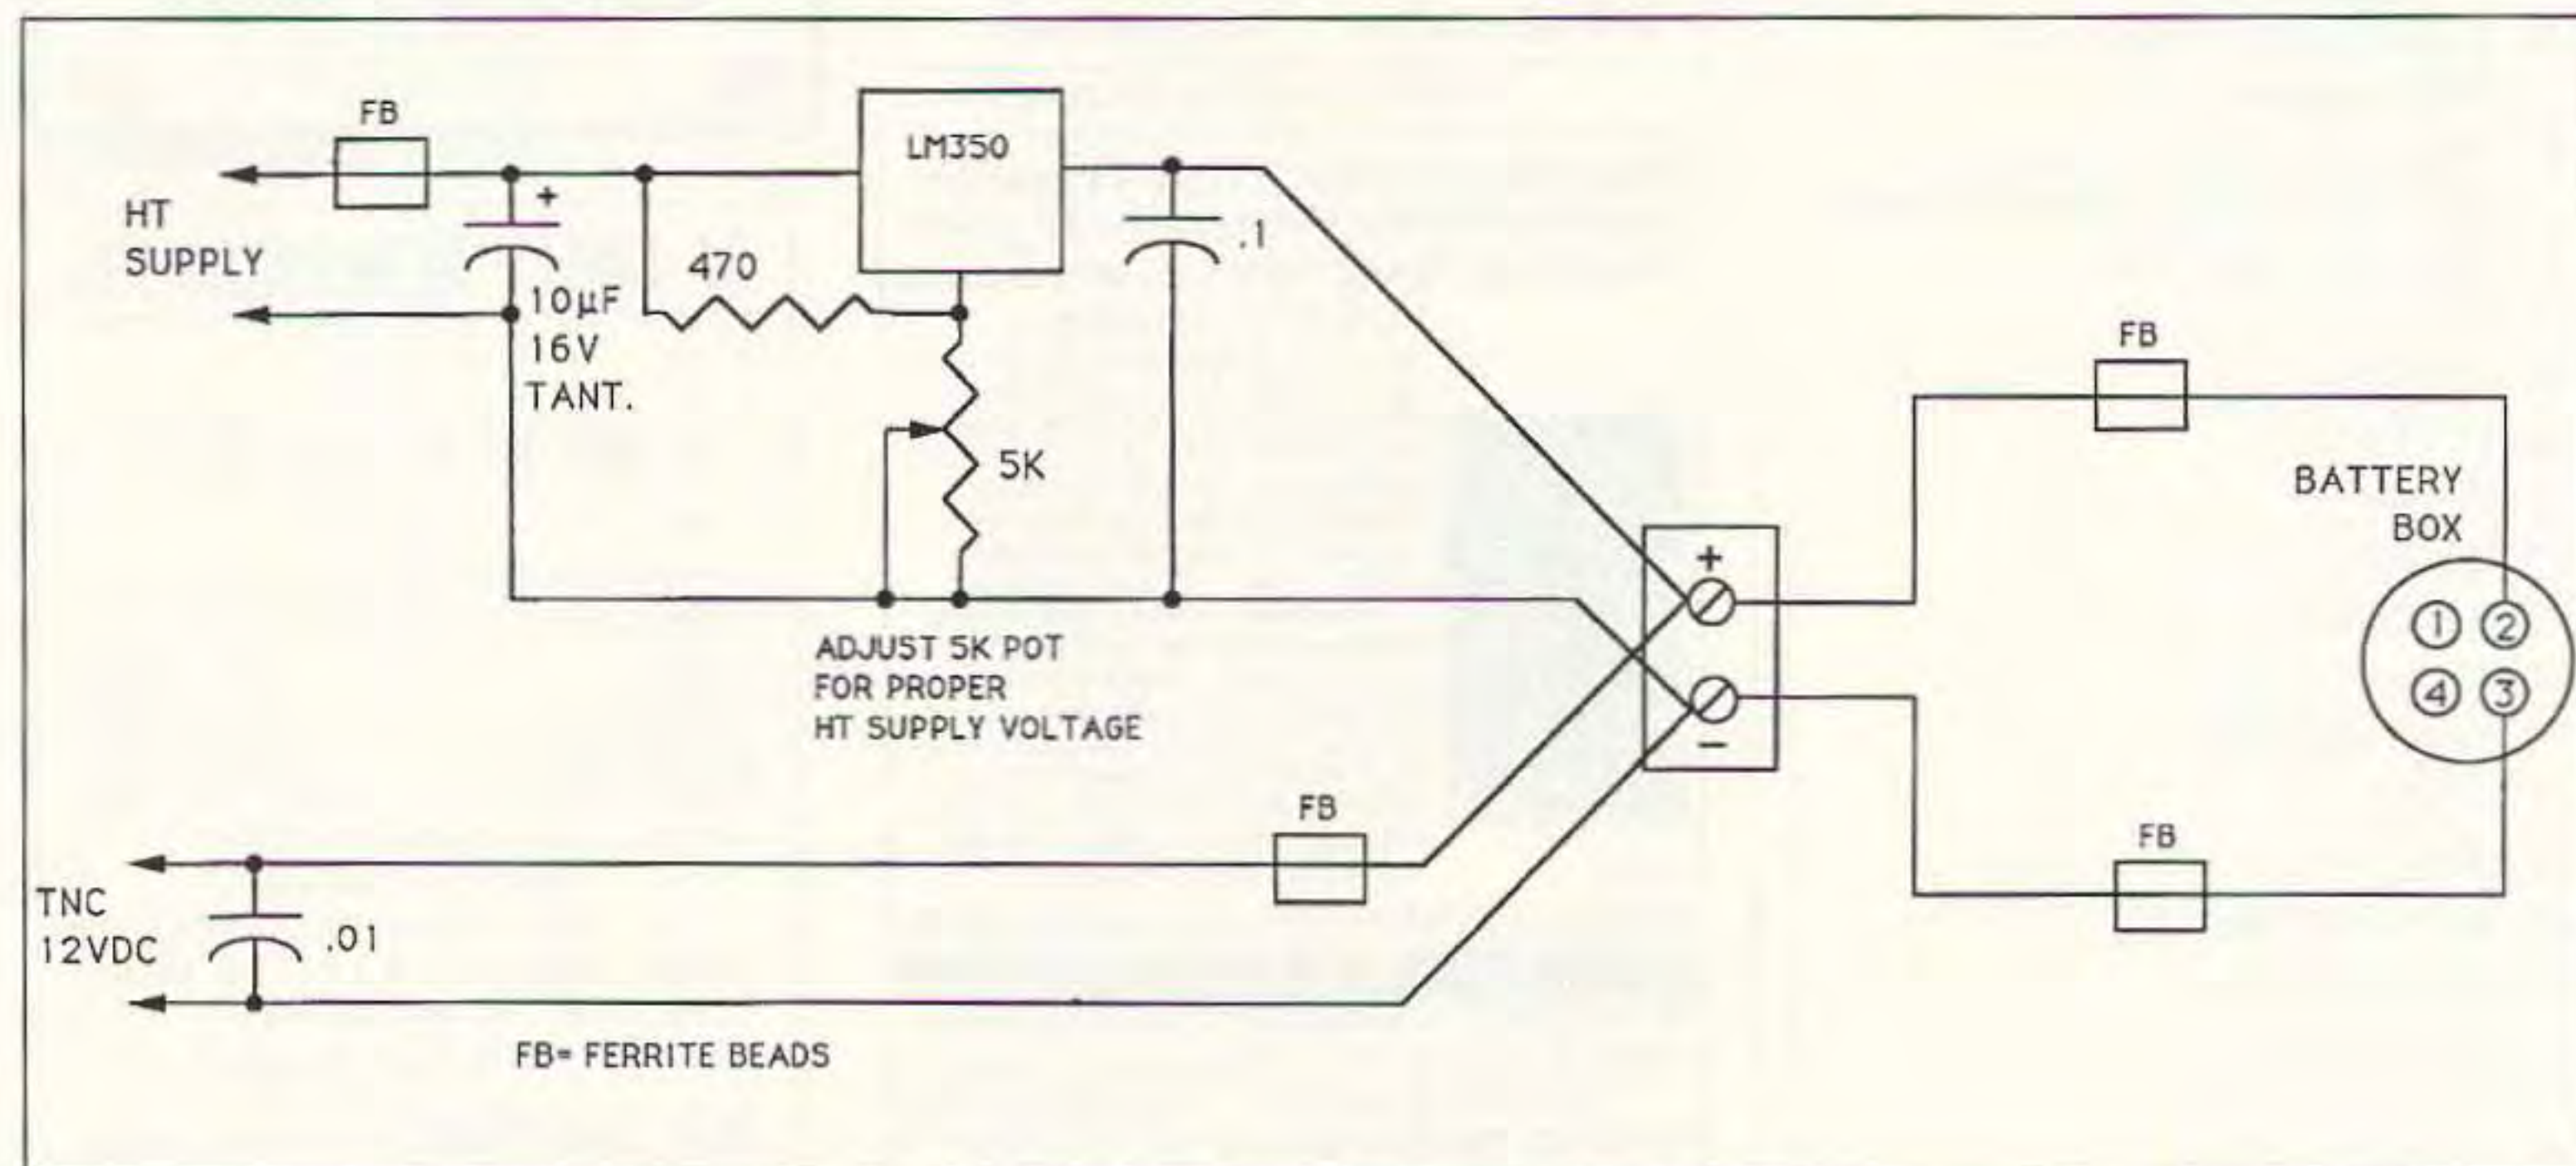 FB
LM350
HT
SUPPLY
+
470
.1
10µF
16V
TANT.
5K
FB
BATTERY
BOX
+
1 2
4 3
−
ADJUST 5K POT
FOR PROPER
HT SUPPLY VOLTAGE
FB
FB
TNC
12VDC
.01
FB= FERRITE BEADS